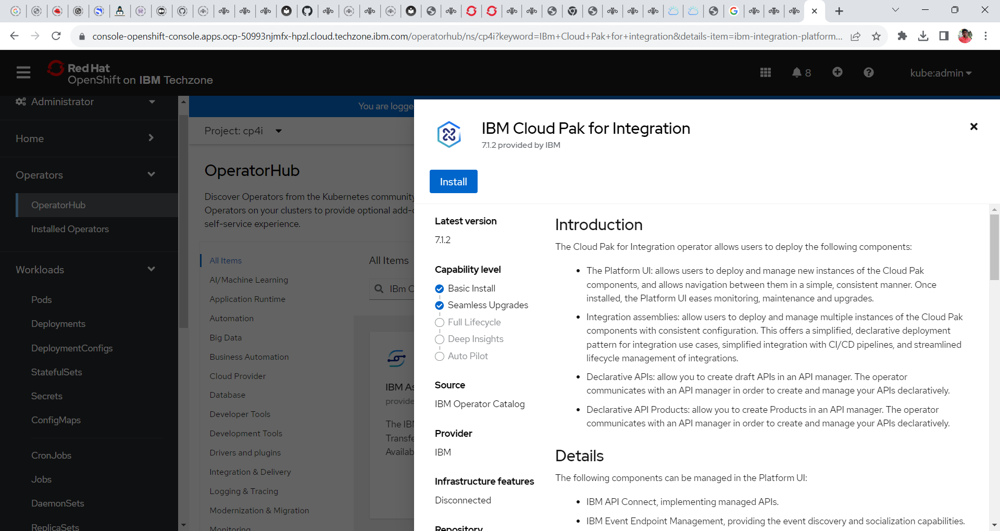 console-openshift-console.apps.ocp-50993njmfx-hpzl.cloud.techzone.ibm.com/operatorhub/ns/cp4i?keyword=IBm+Cloud+Pak+for+integration&details-item=ibm-integration-platform...
Red Hat
OpenShift on IBM Techzone
8
kube:admin
Administrator
Home
Operators
OperatorHub
Installed Operators
Workloads
Pods
Deployments
DeploymentConfigs
StatefulSets
Secrets
ConfigMaps
CronJobs
Jobs
DaemonSets
ReplicaSets
You are logge
Project: cp4i
OperatorHub
Discover Operators from the Kubernetes community
Operators on your clusters to provide optional add-o
self-service experience.
All Items
AI/Machine Learning
Application Runtime
Automation
Big Data
Business Automation
Cloud Provider
Database
Developer Tools
Development Tools
Drivers and plugins
Integration & Delivery
Logging & Tracing
Modernization & Migration
Monitoring
All Items
IBm C
IBM As
provide
The IBM
Transfe
Availab
IBM Cloud Pak for Integration
7.1.2 provided by IBM
Install
Latest version
7.1.2
Capability level
Basic Install
Seamless Upgrades
Full Lifecycle
Deep Insights
Auto Pilot
Source
IBM Operator Catalog
Provider
IBM
Infrastructure features
Disconnected
Repository
Introduction
The Cloud Pak for Integration operator allows users to deploy the following components:
• The Platform UI: allows users to deploy and manage new instances of the Cloud Pak
components, and allows navigation between them in a simple, consistent manner. Once
installed, the Platform UI eases monitoring, maintenance and upgrades.
• Integration assemblies: allow users to deploy and manage multiple instances of the Cloud Pak
components with consistent configuration. This offers a simplified, declarative deployment
pattern for integration use cases, simplified integration with CI/CD pipelines, and streamlined
lifecycle management of integrations.
• Declarative APIs: allow you to create draft APIs in an API manager. The operator
communicates with an API manager in order to create and manage your APIs declaratively.
• Declarative API Products: allow you to create Products in an API manager. The operator
communicates with an API manager in order to create and manage your APIs declaratively.
Details
The following components can be managed in the Platform UI:
• IBM API Connect, implementing managed APIs.
• IBM Event Endpoint Management, providing the event discovery and socialization capabilities.